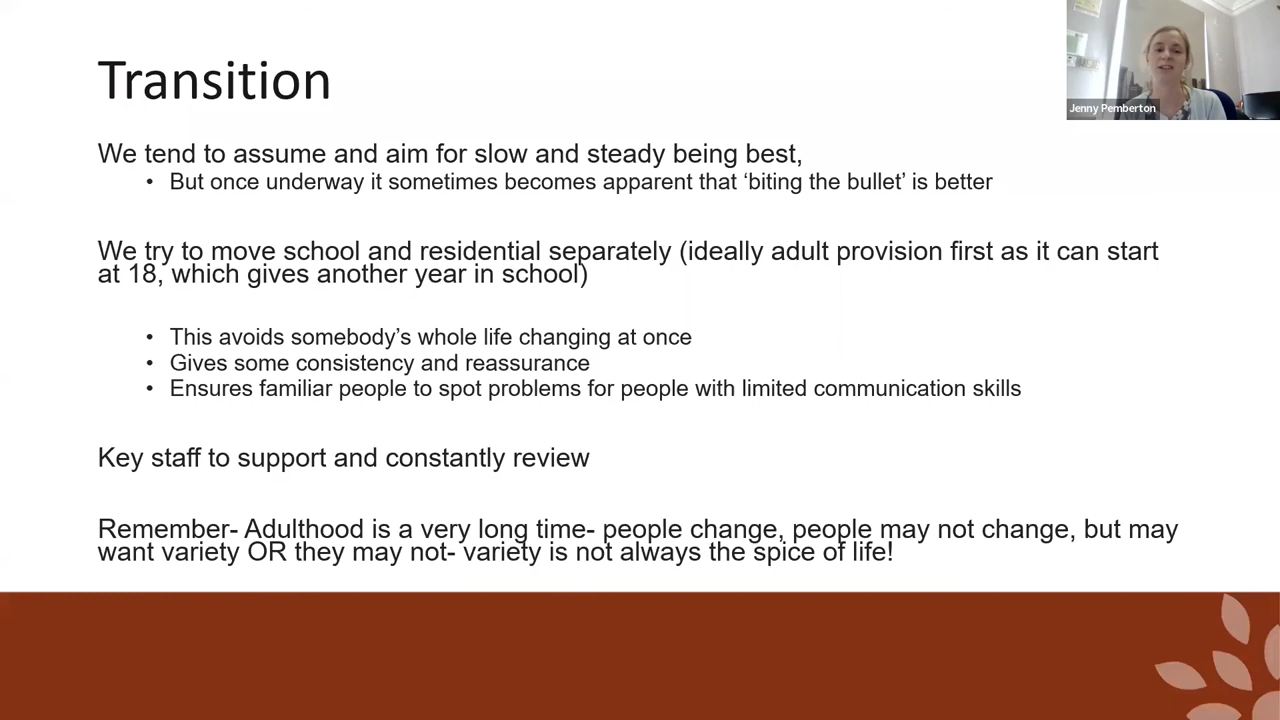 Transition
Jenny Pemberton
We tend to assume and aim for slow and steady being best,
• But once underway it sometimes becomes apparent that ‘biting the bullet’ is better
We try to move school and residential separately (ideally adult provision first as it can start
at 18, which gives another year in school)
• This avoids somebody’s whole life changing at once
• Gives some consistency and reassurance
• Ensures familiar people to spot problems for people with limited communication skills
Key staff to support and constantly review
Remember- Adulthood is a very long time- people change, people may not change, but may
want variety OR they may not- variety is not always the spice of life!